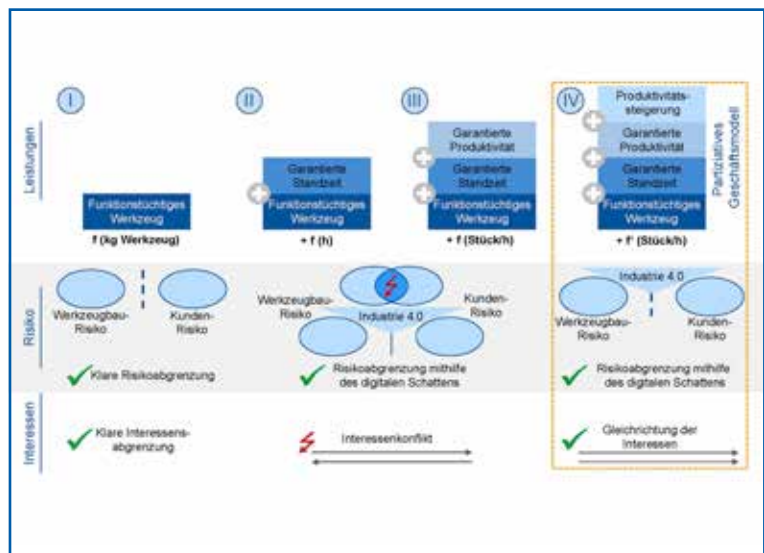 I
II
III
IV
Leistungen
Funktionstüchtiges
Werkzeug
f (kg Werkzeug)
Garantierte
Standzeit
Funktionstüchtiges
Werkzeug
+ f (h)
Garantierte
Produktivität
Garantierte
Standzeit
Funktionstüchtiges
Werkzeug
+ f (Stück/h)
Produktivitäts-
steigerung
Garantierte
Produktivität
Garantierte
Standzeit
Funktionstüchtiges
Werkzeug
+ f' (Stück/h)
Partiziatives
Geschäftsmodell
Risiko
Werkzeugbau-
Risiko
Kunden-
Risiko
Klare Risikoabgrenzung
Werkzeugbau-
Risiko
Industrie 4.0
Kunden-
Risiko
Risikoabgrenzung mithilfe
des digitalen Schattens
Industrie 4.0
Werkzeugbau-
Risiko
Kunden-
Risiko
Risikoabgrenzung mithilfe
des digitalen Schattens
Interessen
Klare Interessens-
abgrenzung
Interessenkonflikt
Gleichrichtung der
Interessen